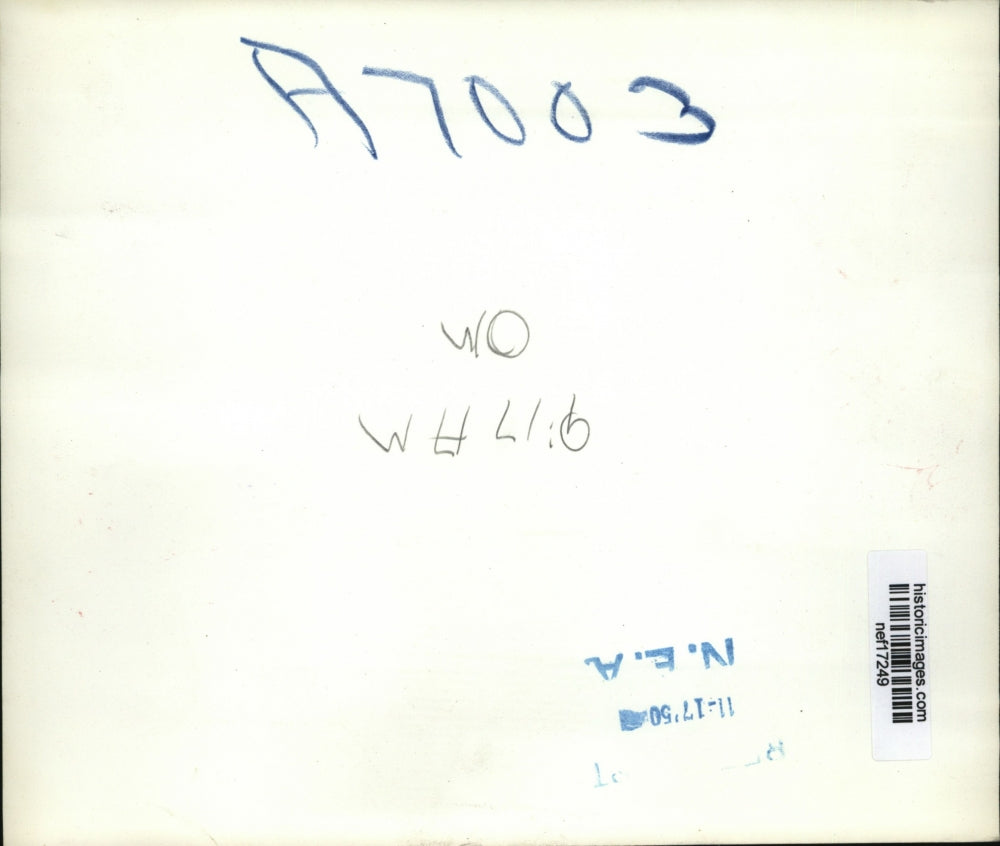 A7003
OM
9:17 AM
N.E.A
11-17'50
historicimages.com
nef17249